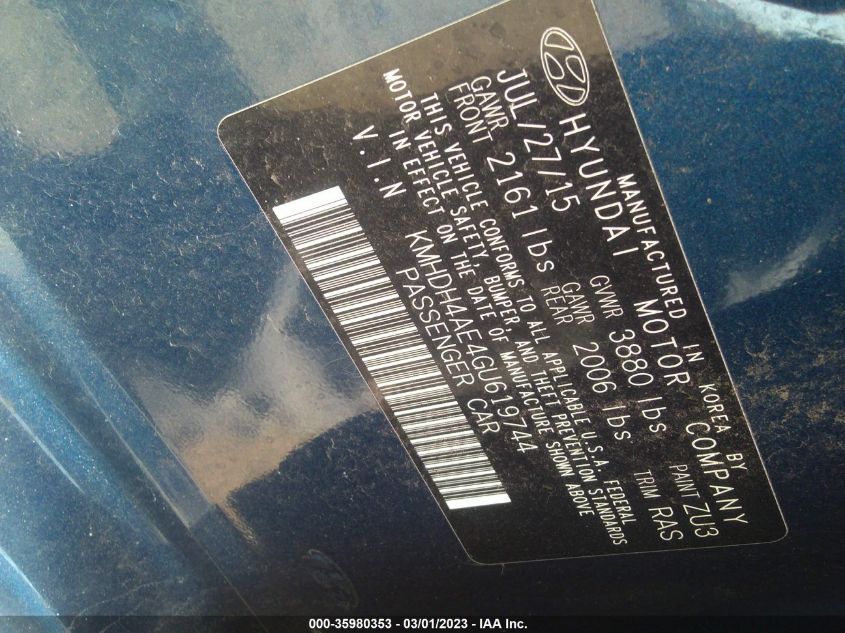 MANUFACTURED IN KOREA BY
HYUNDAI MOTOR COMPANY
JUL/27/15 GVWR 3880 lbs PAINT ZU3
GAWR FRONT 2161 lbs GAWR REAR 2006 lbs TRIM RAS
THIS VEHICLE CONFORMS TO ALL APPLICABLE U.S.A. FEDERAL
MOTOR VEHICLE SAFETY, BUMPER, AND THEFT PREVENTION STANDARDS
IN EFFECT ON THE DATE OF MANUFACTURE SHOWN ABOVE
V.I.N KMHDH4AE4GU619744
PASSENGER CAR
000-35980353 - 03/01/2023 - IAA Inc.